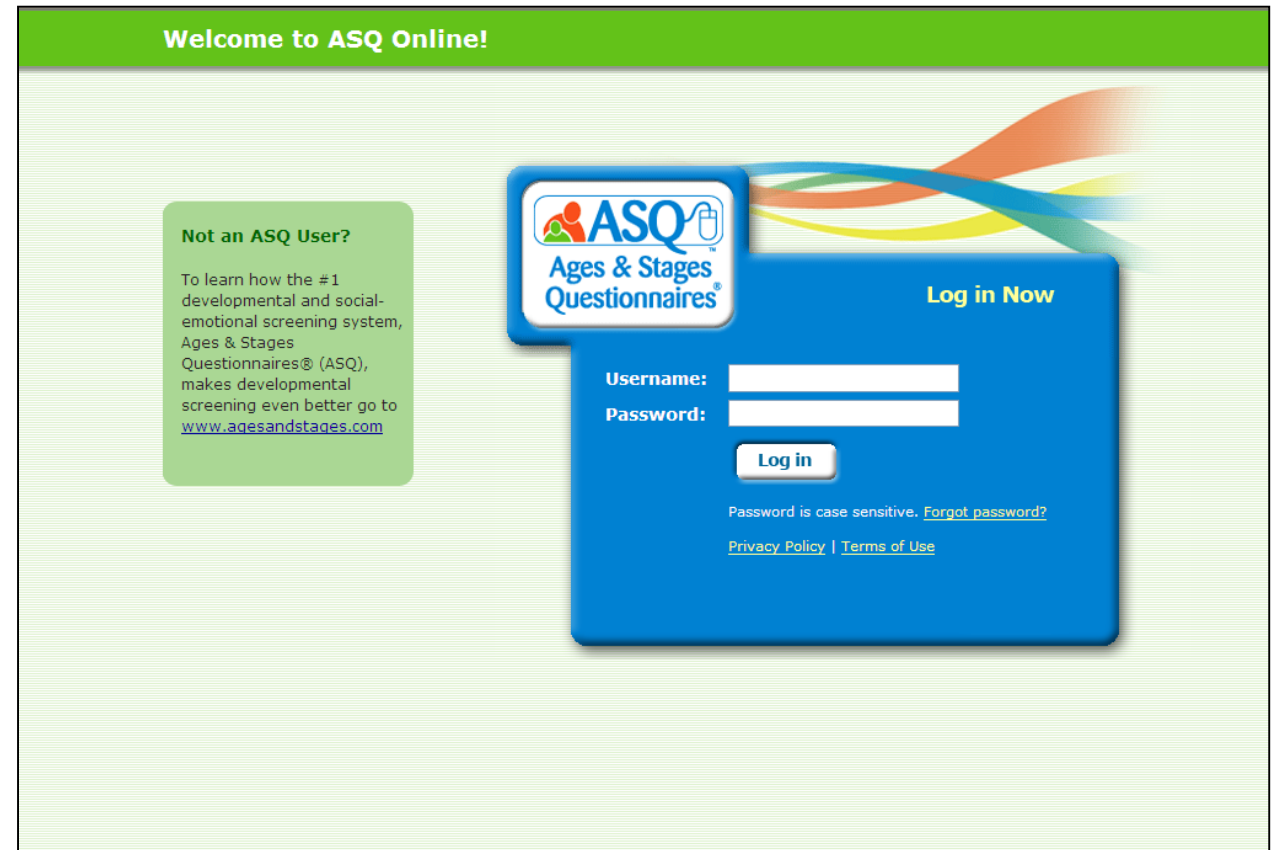 Welcome to ASQ Online!
Not an ASQ User?
To learn how the #1
developmental and social-
emotional screening system,
Ages & Stages
Questionnaires® (ASQ),
makes developmental
screening even better go to
www.agesandstages.com
ASQ™
Ages & Stages
Questionnaires®
Log in Now
Username:
Password:
Log in
Password is case sensitive. Forgot password?
Privacy Policy | Terms of Use